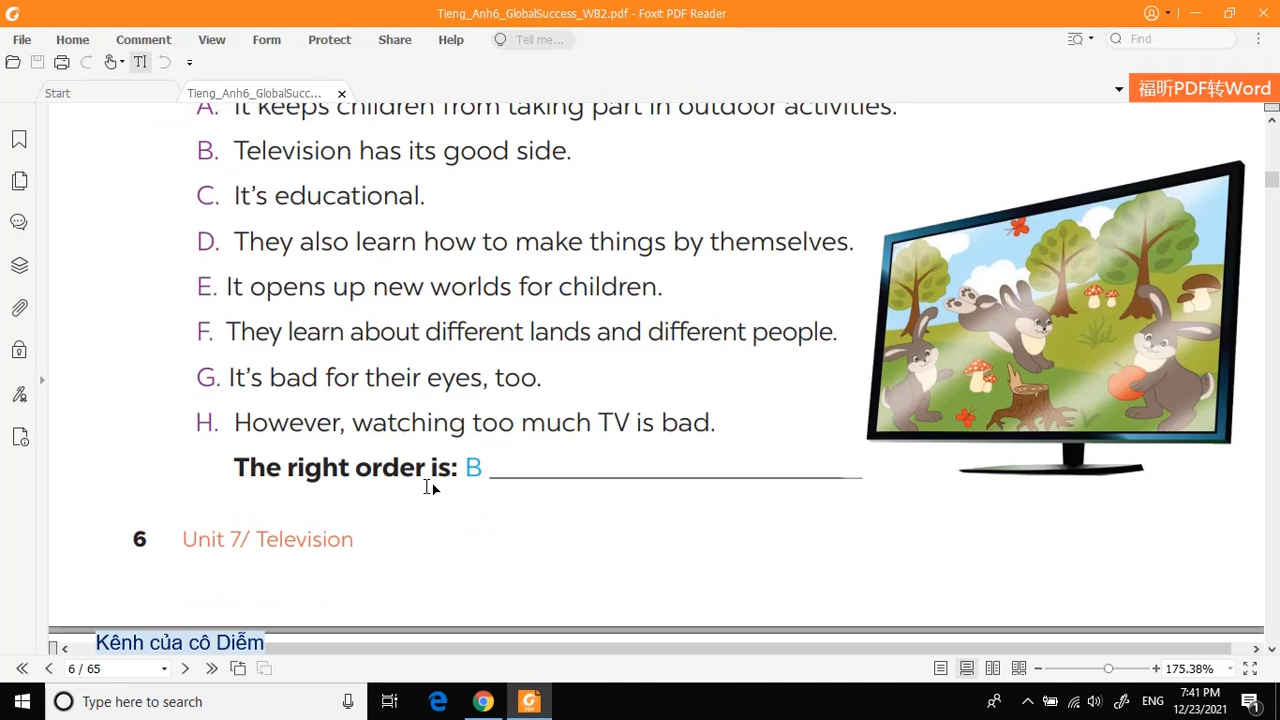 Tieng_Anh6_GlobalSuccess_WB2.pdf - Foxit PDF Reader
File Home Comment View Form Protect Share Help Tell me... Find
Start Tieng_Anh6_GlobalSucc...
福昕PDF转Word
A. It keeps children from taking part in outdoor activities.
B. Television has its good side.
C. It's educational.
D. They also learn how to make things by themselves.
E. It opens up new worlds for children.
F. They learn about different lands and different people.
G. It's bad for their eyes, too.
H. However, watching too much TV is bad.
The right order is: B
6 Unit 7/ Television
Kênh của cô Diễm
6 / 65 175.38%
Type here to search ENG 7:41 PM
12/23/2021